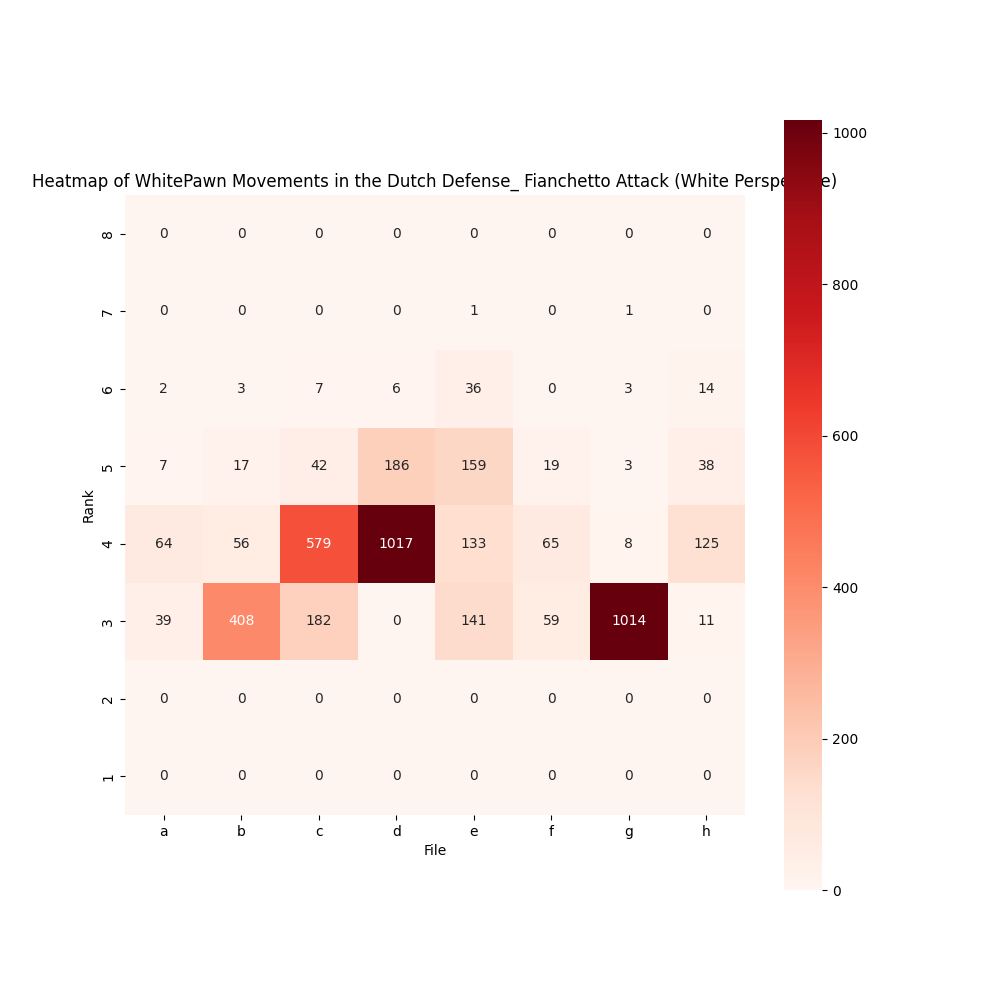 Heatmap of WhitePawn Movements in the Dutch Defense_ Fianchetto Attack (White Perspe e)
1000
800
600
400
200
0
Rank
8 0 0 0 0 0 0 0 0
7 0 0 0 0 1 0 1 0
6 2 3 7 6 36 0 3 14
5 7 17 42 186 159 19 3 38
4 64 56 579 1017 133 65 8 125
3 39 408 182 0 141 59 1014 11
2 0 0 0 0 0 0 0 0
1 0 0 0 0 0 0 0 0
a b c d e f g h
File